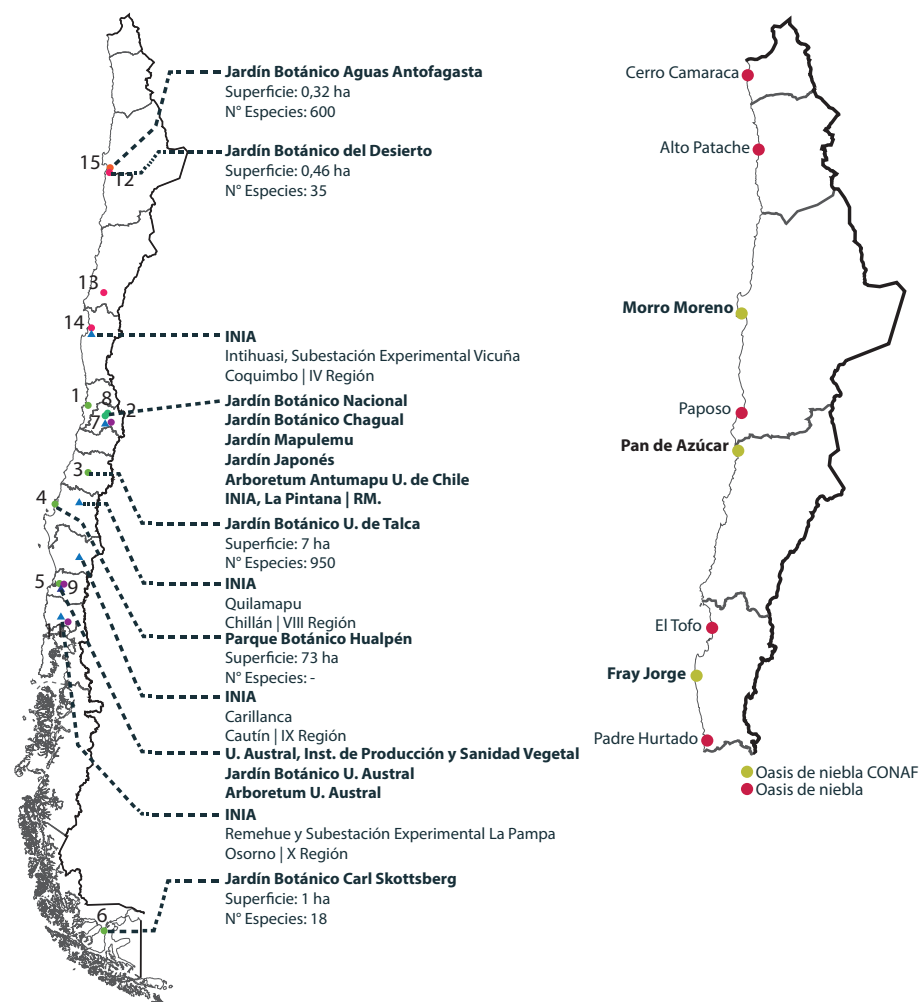 Jardín Botánico Aguas Antofagasta
Superficie: 0,32 ha
N° Especies: 600
15
12
Jardín Botánico del Desierto
Superficie: 0,46 ha
N° Especies: 35
13
14
INIA
Intihuasi, Subestación Experimental Vicuña
Coquimbo | IV Región
1
8
2
7
Jardín Botánico Nacional
Jardín Botánico Chagual
Jardín Mapulemu
Jardín Japonés
Arboretum Antumapu U. de Chile
INIA, La Pintana | RM.
3
4
Jardín Botánico U. de Talca
Superficie: 7 ha
N° Especies: 950
INIA
Quilamapu
Chillán | VIII Región
5
9
Parque Botánico Hualpén
Superficie: 73 ha
N° Especies: -
INIA
Carillanca
Cautín | IX Región
U. Austral, Inst. de Producción y Sanidad Vegetal
Jardín Botánico U. Austral
Arboretum U. Austral
INIA
Remehue y Subestación Experimental La Pampa
Osorno | X Región
Jardín Botánico Carl Skottsberg
Superficie: 1 ha
N° Especies: 18
6
Cerro Camaraca
Alto Patache
Morro Moreno
Paposo
Pan de Azúcar
El Tofo
Fray Jorge
Padre Hurtado
Oasis de niebla CONAF
Oasis de niebla